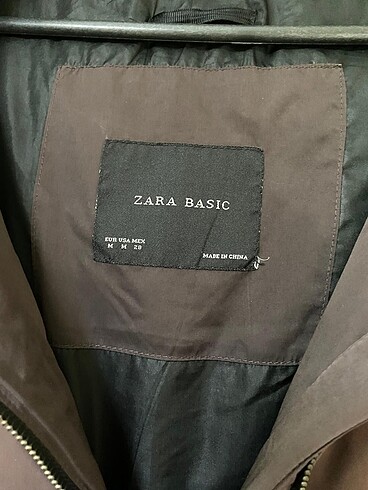 ZARA BASIC
EUR USA MEX
M M 28
MADE IN CHINA